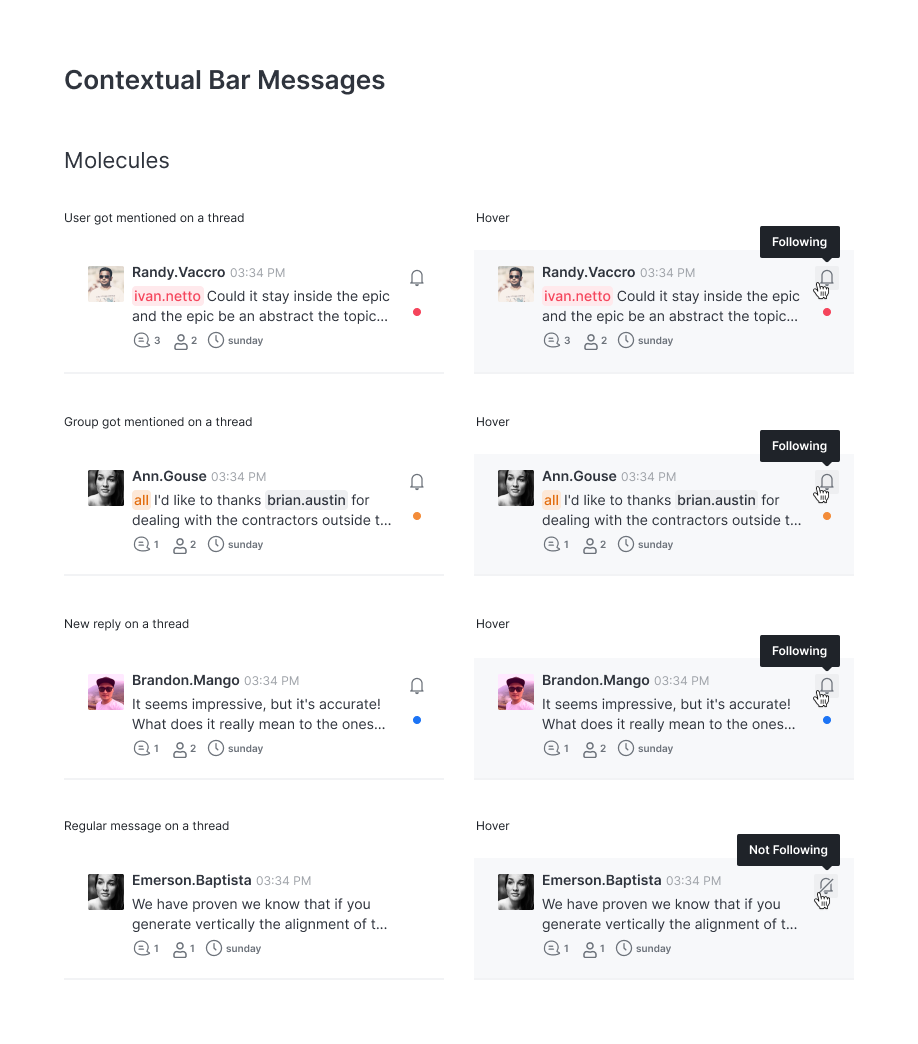 Contextual Bar Messages
Molecules
User got mentioned on a thread
Randy.Vaccro 03:34 PM
ivan.netto Could it stay inside the epic
and the epic be an abstract the topic...
3 2 sunday
Hover
Following
Randy.Vaccro 03:34 PM
ivan.netto Could it stay inside the epic
and the epic be an abstract the topic...
3 2 sunday
Group got mentioned on a thread
Ann.Gouse 03:34 PM
all I'd like to thanks brian.austin for
dealing with the contractors outside t...
1 2 sunday
Hover
Following
Ann.Gouse 03:34 PM
all I'd like to thanks brian.austin for
dealing with the contractors outside t...
1 2 sunday
New reply on a thread
Brandon.Mango 03:34 PM
It seems impressive, but it's accurate!
What does it really mean to the ones...
1 2 sunday
Hover
Following
Brandon.Mango 03:34 PM
It seems impressive, but it's accurate!
What does it really mean to the ones...
1 2 sunday
Regular message on a thread
Emerson.Baptista 03:34 PM
We have proven we know that if you
generate vertically the alignment of t...
1 1 sunday
Hover
Not Following
Emerson.Baptista 03:34 PM
We have proven we know that if you
generate vertically the alignment of t...
1 1 sunday